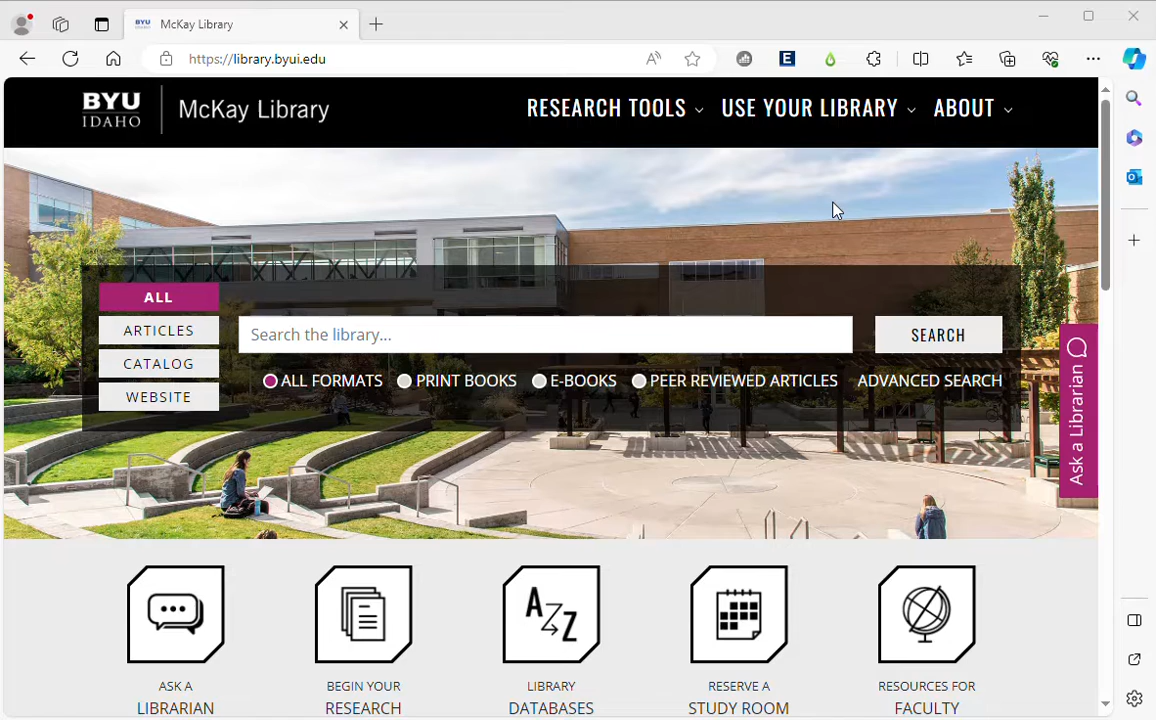 McKay Library
https://library.byui.edu
BYU
IDAHO
McKay Library
RESEARCH TOOLS
USE YOUR LIBRARY
ABOUT
ALL
ARTICLES
CATALOG
WEBSITE
Search the library...
SEARCH
ALL FORMATS
PRINT BOOKS
E-BOOKS
PEER REVIEWED ARTICLES
ADVANCED SEARCH
Ask a Librarian
ASK A
LIBRARIAN
BEGIN YOUR
RESEARCH
A
Z
LIBRARY
DATABASES
RESERVE A
STUDY ROOM
RESOURCES FOR
FACULTY